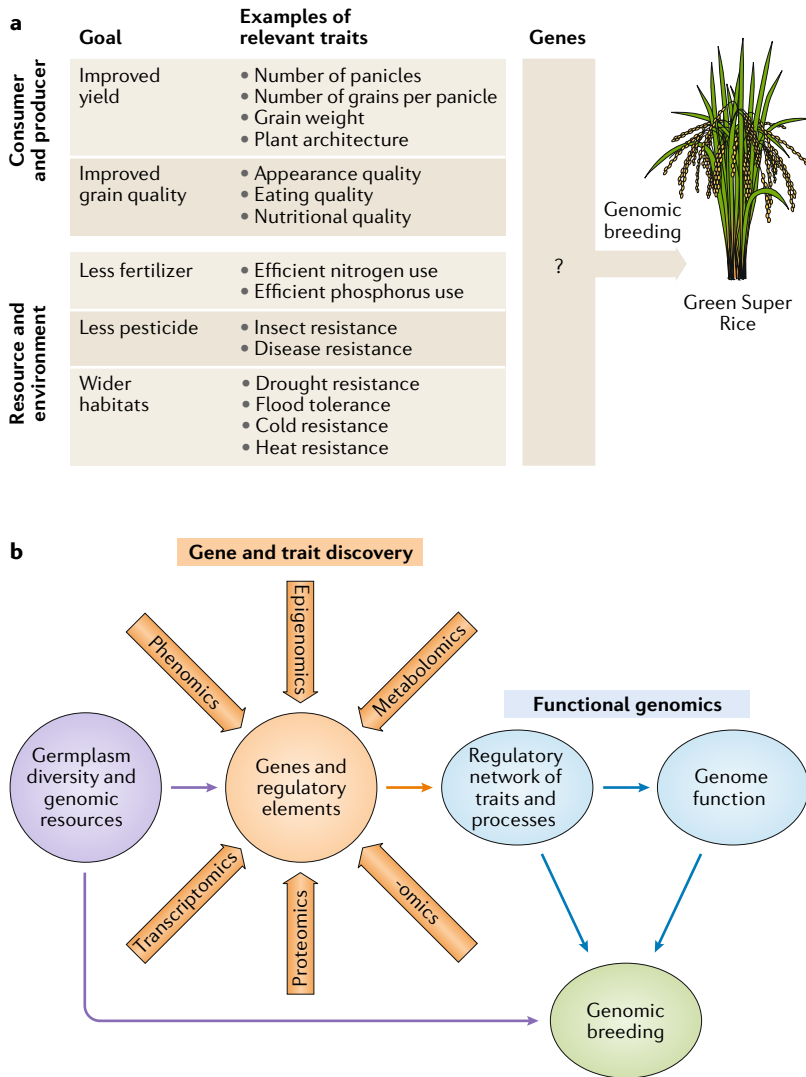 a
Goal
Examples of
relevant traits
Genes
Consumer
and producer
Improved
yield
• Number of panicles
• Number of grains per panicle
• Grain weight
• Plant architecture
Improved
grain quality
• Appearance quality
• Eating quality
• Nutritional quality
Resource and
environment
Less fertilizer
• Efficient nitrogen use
• Efficient phosphorus use
Less pesticide
• Insect resistance
• Disease resistance
Wider
habitats
• Drought resistance
• Flood tolerance
• Cold resistance
• Heat resistance
?
Genomic
breeding
Green Super
Rice
b
Gene and trait discovery
Phenomics
Epigenomics
Metabolomics
Functional genomics
Germplasm
diversity and
genomic
resources
Genes and
regulatory
elements
Regulatory
network of
traits and
processes
Genome
function
Transcriptomics
Proteomics
-omics
Genomic
breeding